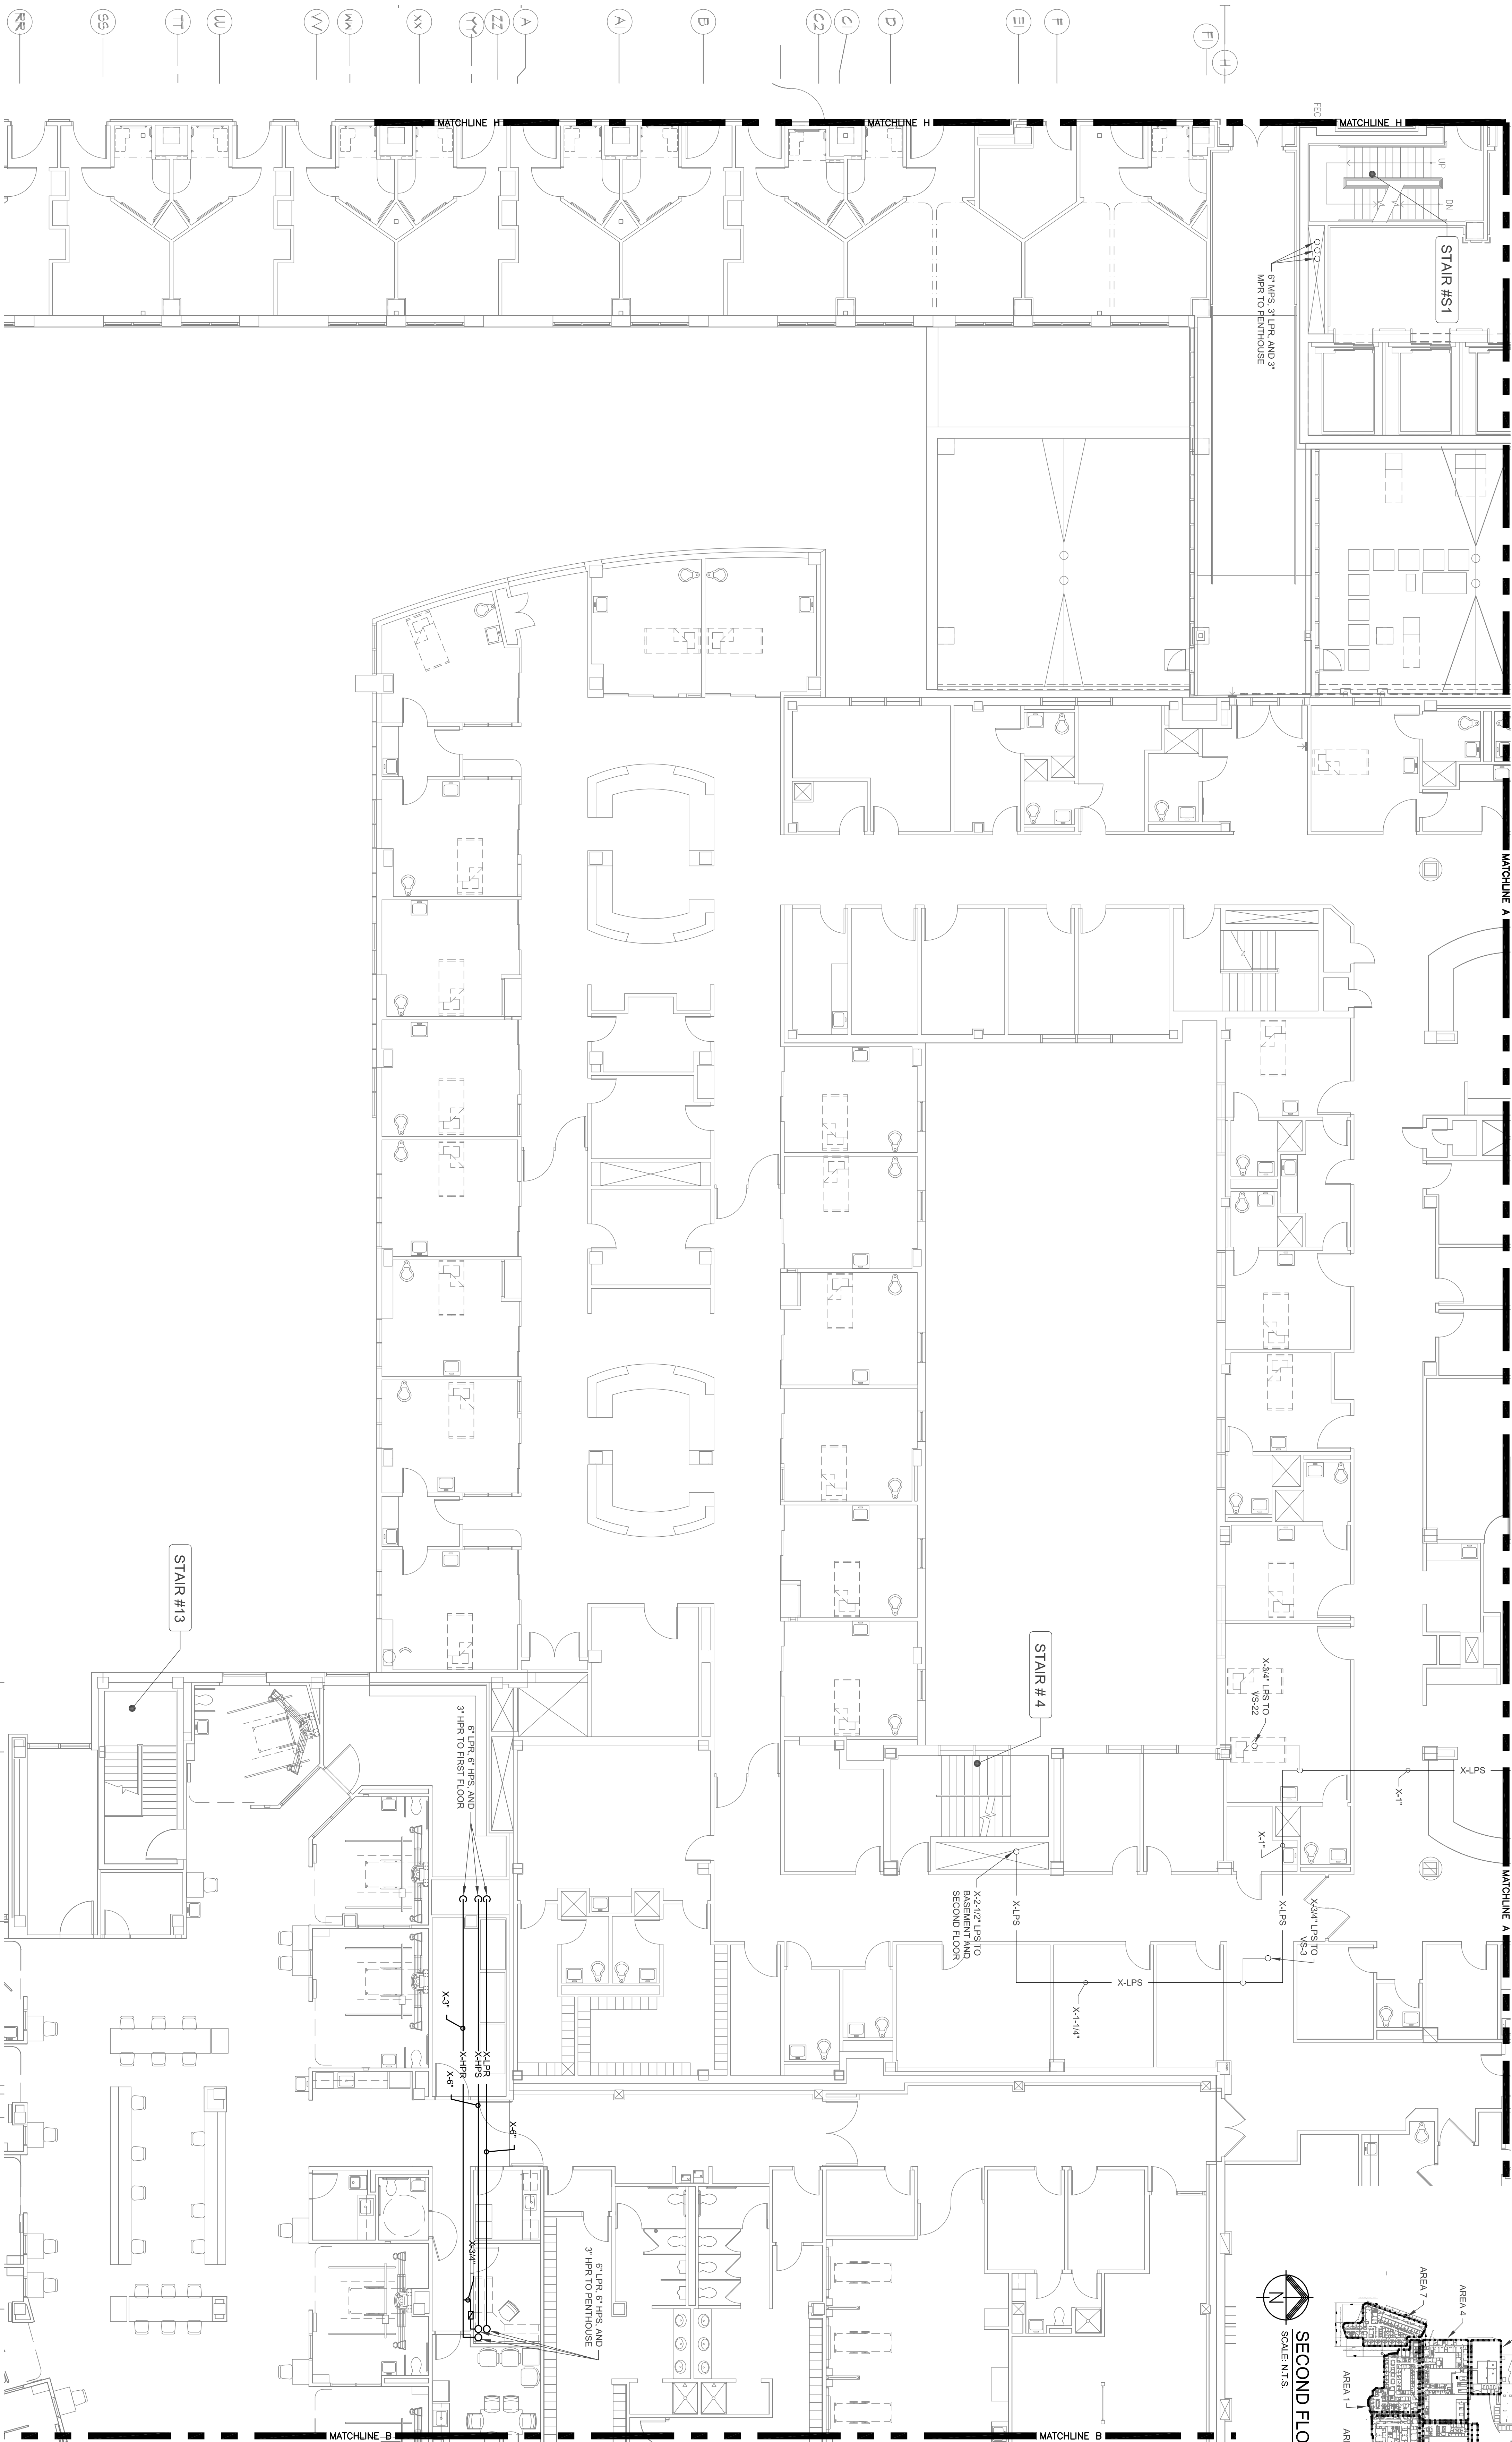 RR
SS
TT
UU
VV
WW
XX
YY
ZZ
A
A1
B
C2
C1
D
E1
F
F1
H
MATCHLINE H
MATCHLINE H
MATCHLINE H
FEC
UP
DN
STAIR #S1
6" MPS, 3" LPR, AND 3"
MPR TO PENTHOUSE
MATCHLINE A
STAIR #13
STAIR # 4
X-3/4" LPS TO
VS-22
X-LPS
X-1"
X-1"
6" LPR, 6" HPS, AND
3" HPR TO FIRST FLOOR
X-2-1/2" LPS TO
BASEMENT AND
SECOND FLOOR
X-LPS
X-LPS
X-3/4" LPS TO
VS-3
MATCHLINE A
X-LPS
X-1-1/4"
X-3"
X-LPR
X-HPS
X-HPR
X-6"
X-6"
X-3/4"
6" LPR, 6" HPS, AND
3" HPR TO PENTHOUSE
AREA 7
AREA 4
AREA 1
N
SECOND FLO
SCALE: N.T.S.
MATCHLINE B
MATCHLINE B